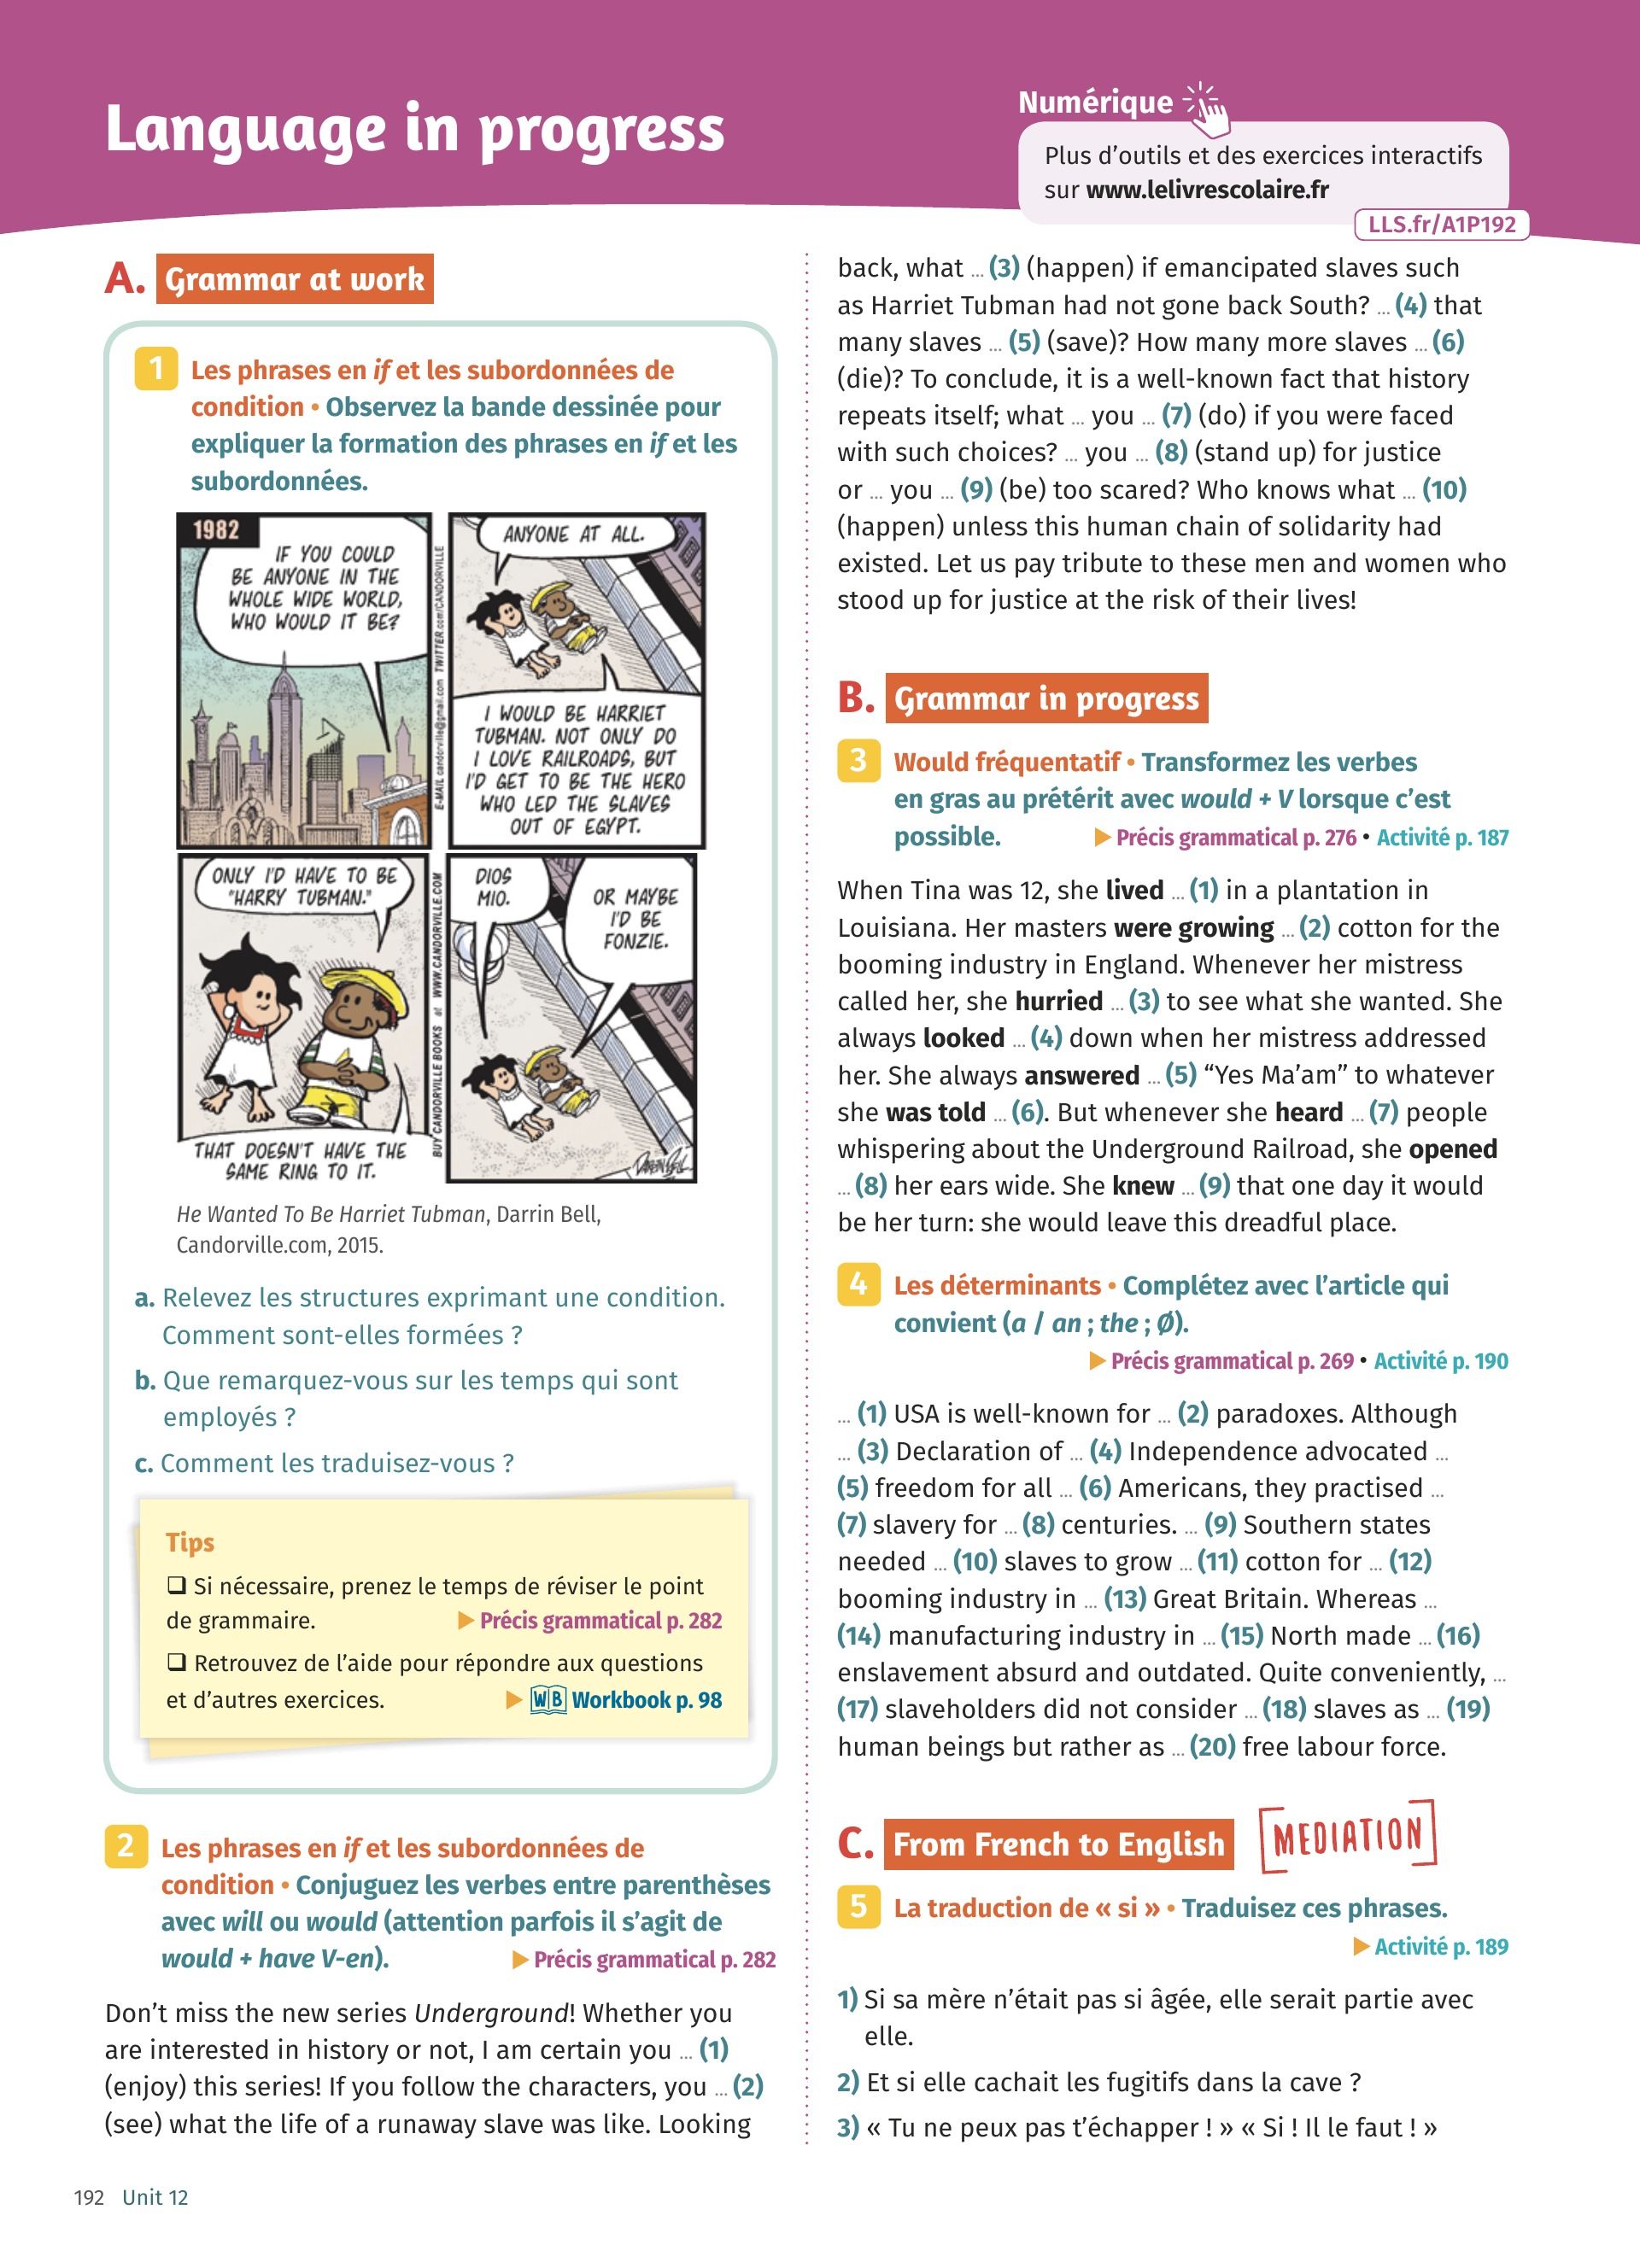 Language in progress
Numérique
Plus d'outils et des exercices interactifs
sur www.lelivrescolaire.fr
LLS.fr/A1P192
A. Grammar at work
1 Les phrases en if et les subordonnées de
condition • Observez la bande dessinée pour
expliquer la formation des phrases en if et les
subordonnées.
1982
IF YOU COULD
BE ANYONE IN THE
WHOLE WIDE WORLD,
WHO WOULD IT BE?
E-MAIL candorville@gmail.com TWITTER.com/CANDORVILLE
ANYONE AT ALL.
I WOULD BE HARRIET
TUBMAN. NOT ONLY DO
I LOVE RAILROADS, BUT
I'D GET TO BE THE HERO
WHO LED THE SLAVES
OUT OF EGYPT.
ONLY I'D HAVE TO BE
"HARRY TUBMAN."
THAT DOESN'T HAVE THE
SAME RING TO IT.
BUY CANDORVILLE BOOKS at WWW.CANDORVILLE.COM
DIOS
MIO.
OR MAYBE
I'D BE
FONZIE.
He Wanted To Be Harriet Tubman, Darrin Bell,
Candorville.com, 2015.
a. Relevez les structures exprimant une condition.
Comment sont-elles formées ?
b. Que remarquez-vous sur les temps qui sont
employés ?
c. Comment les traduisez-vous ?
Tips
❑ Si nécessaire, prenez le temps de réviser le point
de grammaire. ▶ Précis grammatical p. 282
❑ Retrouvez de l'aide pour répondre aux questions
et d'autres exercices. ▶ WB Workbook p. 98
2 Les phrases en if et les subordonnées de
condition • Conjuguez les verbes entre parenthèses
avec will ou would (attention parfois il s'agit de
would + have V-en). ▶ Précis grammatical p. 282
Don't miss the new series Underground! Whether you
are interested in history or not, I am certain you ... (1)
(enjoy) this series! If you follow the characters, you ... (2)
(see) what the life of a runaway slave was like. Looking
back, what ... (3) (happen) if emancipated slaves such
as Harriet Tubman had not gone back South? ... (4) that
many slaves ... (5) (save)? How many more slaves ... (6)
(die)? To conclude, it is a well-known fact that history
repeats itself; what ... you ... (7) (do) if you were faced
with such choices? ... you ... (8) (stand up) for justice
or ... you ... (9) (be) too scared? Who knows what ... (10)
(happen) unless this human chain of solidarity had
existed. Let us pay tribute to these men and women who
stood up for justice at the risk of their lives!
B. Grammar in progress
3 Would fréquentatif • Transformez les verbes
en gras au prétérit avec would + V lorsque c'est
possible. ▶ Précis grammatical p. 276 • Activité p. 187
When Tina was 12, she lived ... (1) in a plantation in
Louisiana. Her masters were growing ... (2) cotton for the
booming industry in England. Whenever her mistress
called her, she hurried ... (3) to see what she wanted. She
always looked ... (4) down when her mistress addressed
her. She always answered ... (5) “Yes Ma'am” to whatever
she was told ... (6). But whenever she heard ... (7) people
whispering about the Underground Railroad, she opened
... (8) her ears wide. She knew ... (9) that one day it would
be her turn: she would leave this dreadful place.
4 Les déterminants • Complétez avec l'article qui
convient (a / an ; the ; Ø).
▶ Précis grammatical p. 269 • Activité p. 190
... (1) USA is well-known for ... (2) paradoxes. Although
... (3) Declaration of ... (4) Independence advocated ...
(5) freedom for all ... (6) Americans, they practised ...
(7) slavery for ... (8) centuries. ... (9) Southern states
needed ... (10) slaves to grow ... (11) cotton for ... (12)
booming industry in ... (13) Great Britain. Whereas ...
(14) manufacturing industry in ... (15) North made ... (16)
enslavement absurd and outdated. Quite conveniently, ...
(17) slaveholders did not consider ... (18) slaves as ... (19)
human beings but rather as ... (20) free labour force.
C. From French to English [MEDIATION]
5 La traduction de « si » • Traduisez ces phrases.
▶ Activité p. 189
1) Si sa mère n'était pas si âgée, elle serait partie avec
elle.
2) Et si elle cachait les fugitifs dans la cave ?
3) « Tu ne peux pas t'échapper ! » « Si ! Il le faut ! »
192 Unit 12